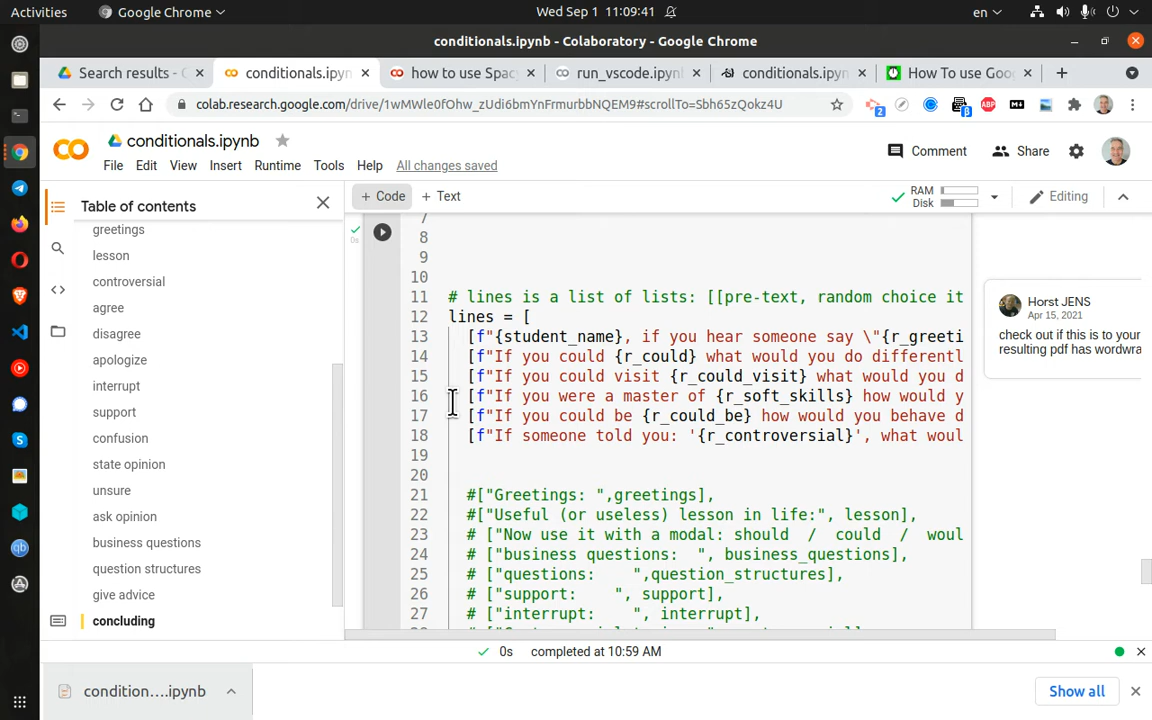 Activities
Google Chrome
Wed Sep 1 11:09:41
en
conditionals.ipynb - Colaboratory - Google Chrome
Search results - G
conditionals.ipyn
how to use Spac
run_vscode.ipynb
conditionals.ipyn
How To use Goo
colab.research.google.com/drive/1wMWle0fOhw_zUdi6bmYnFrmurbbNQEM9#scrollTo=Sbh65zQokz4U
2
β
ABP
conditionals.ipynb
File Edit View Insert Runtime Tools Help All changes saved
Comment
Share
Table of contents
+ Code + Text
RAM
Disk
Editing
greetings
lesson
controversial
agree
disagree
apologize
interrupt
support
confusion
state opinion
unsure
ask opinion
business questions
question structures
give advice
concluding
0s
7
8
9
10
11 # lines is a list of lists: [[pre-text, random choice it
12 lines = [
13 [f"{student_name}, if you hear someone say \"{r_greeti
14 [f"If you could {r_could} what would you do differentl
15 [f"If you could visit {r_could_visit} what would you d
16 [f"If you were a master of {r_soft_skills} how would y
17 [f"If you could be {r_could_be} how would you behave d
18 [f"If someone told you: '{r_controversial}', what woul
19
20
21 #["Greetings: ",greetings],
22 #["Useful (or useless) lesson in life:", lesson],
23 # ["Now use it with a modal: should / could / woul
24 # ["business questions: ", business_questions],
25 # ["questions: ",question_structures],
26 # ["support: ", support],
27 # ["interrupt: ", interrupt],
Horst JENS
Apr 15, 2021
check out if this is to your
resulting pdf has wordwra
0s completed at 10:59 AM
condition....ipynb
Show all
qb